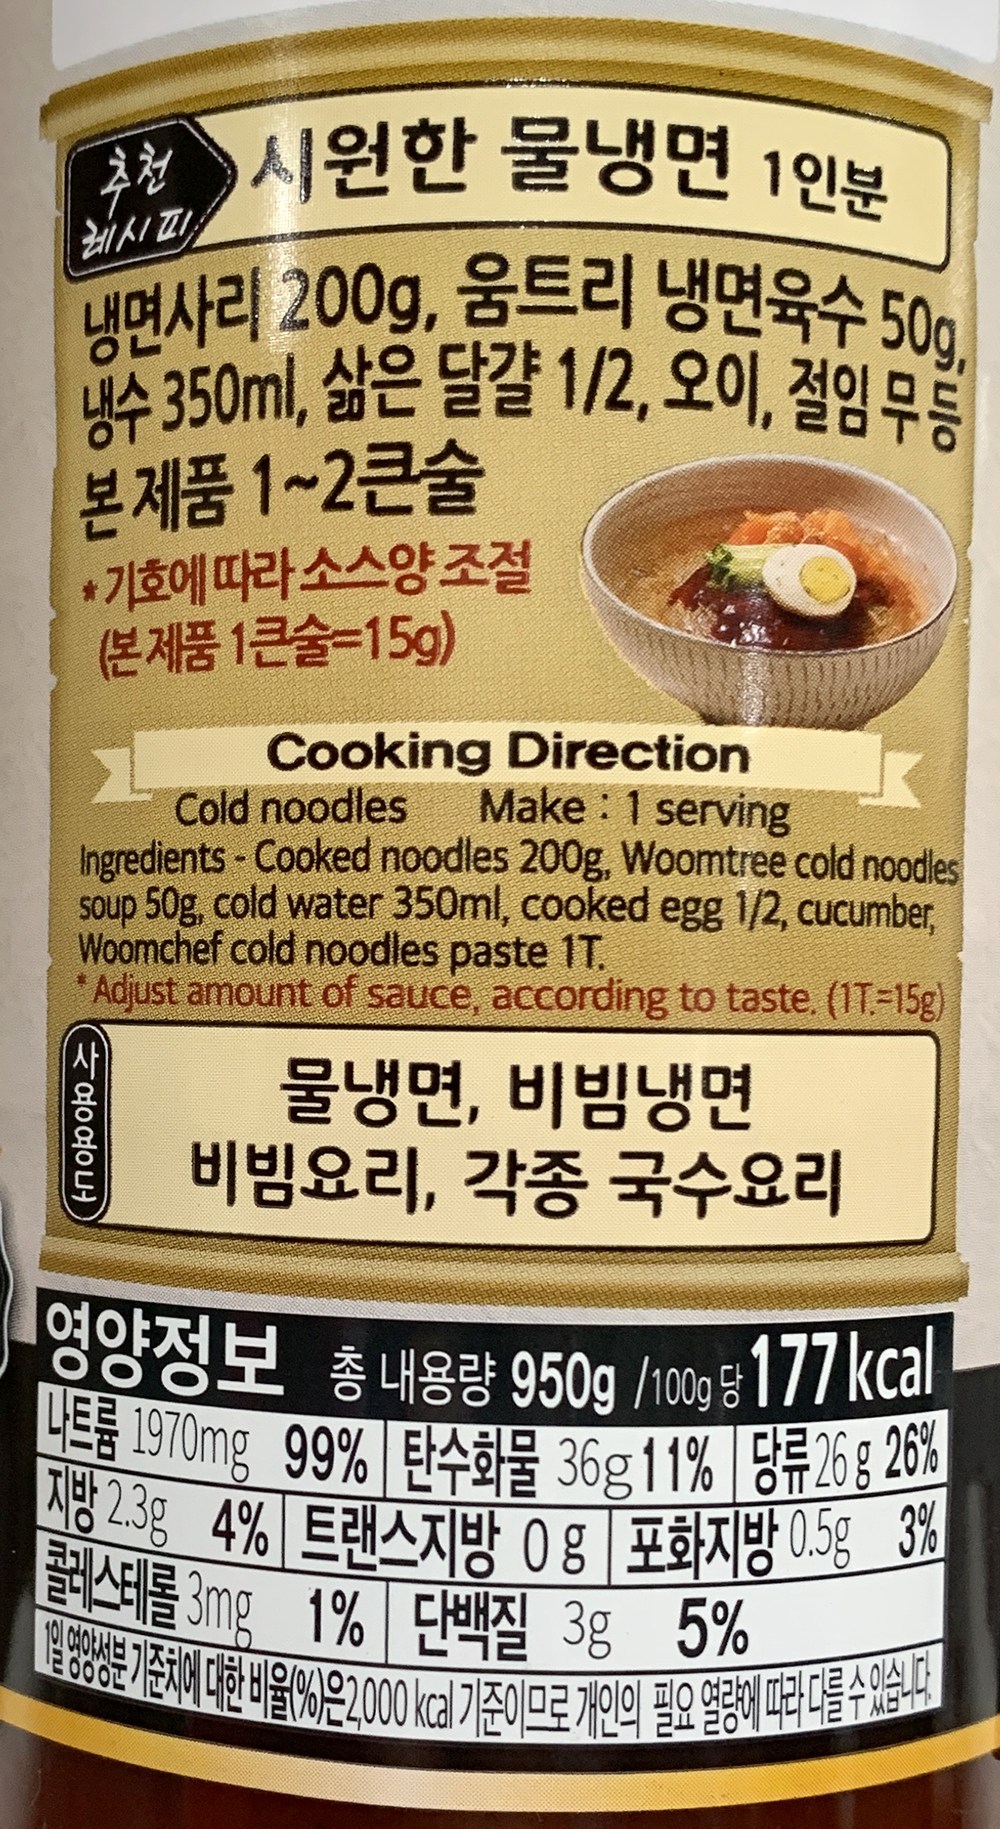 추천
레시피
시원한 물냉면 1인분
냉면사리 200g, 움트리 냉면육수 50g,
냉수 350ml, 삶은 달걀 1/2, 오이, 절임 무 등
본 제품 1~2큰술
* 기호에 따라 소스양 조절
(본 제품 1큰술=15g)
Cooking Direction
Cold noodles Make : 1 serving
Ingredients - Cooked noodles 200g, Woomtree cold noodles
soup 50g, cold water 350ml, cooked egg 1/2, cucumber,
Woomchef cold noodles paste 1T.
* Adjust amount of sauce, according to taste. (1T.=15g)
사용용도
물냉면, 비빔냉면
비빔요리, 각종 국수요리
영양정보 총 내용량 950g /100g 당 177 kcal
나트륨 1970mg 99% 탄수화물 36g 11% 당류 26 g 26%
지방 2.3g 4% 트랜스지방 0 g 포화지방 0.5g 3%
콜레스테롤 3mg 1% 단백질 3g 5%
1일 영양성분 기준치에 대한 비율(%)은 2,000 kcal 기준이므로 개인의 필요 열량에 따라 다를 수 있습니다.